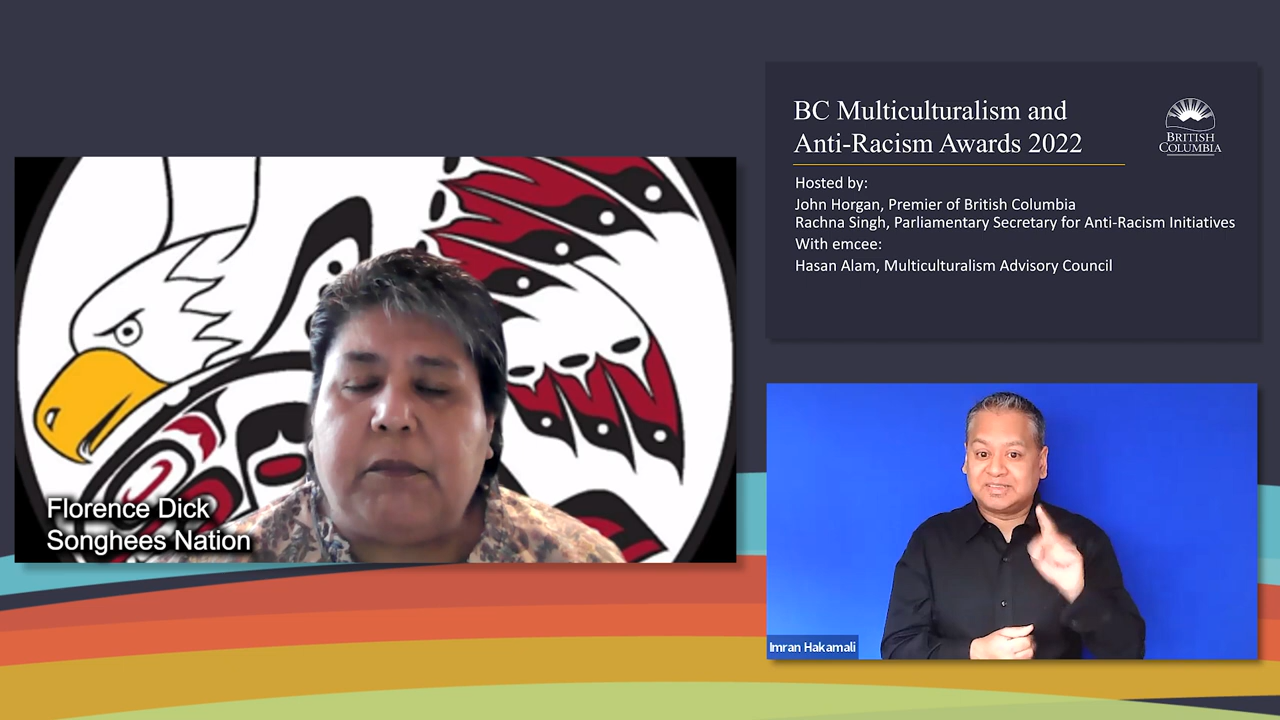 BC Multiculturalism and
Anti-Racism Awards 2022
BRITISH
COLUMBIA
Hosted by:
John Horgan, Premier of British Columbia
Rachna Singh, Parliamentary Secretary for Anti-Racism Initiatives
With emcee:
Hasan Alam, Multiculturalism Advisory Council
Florence Dick
Songhees Nation
Imran Hakamali